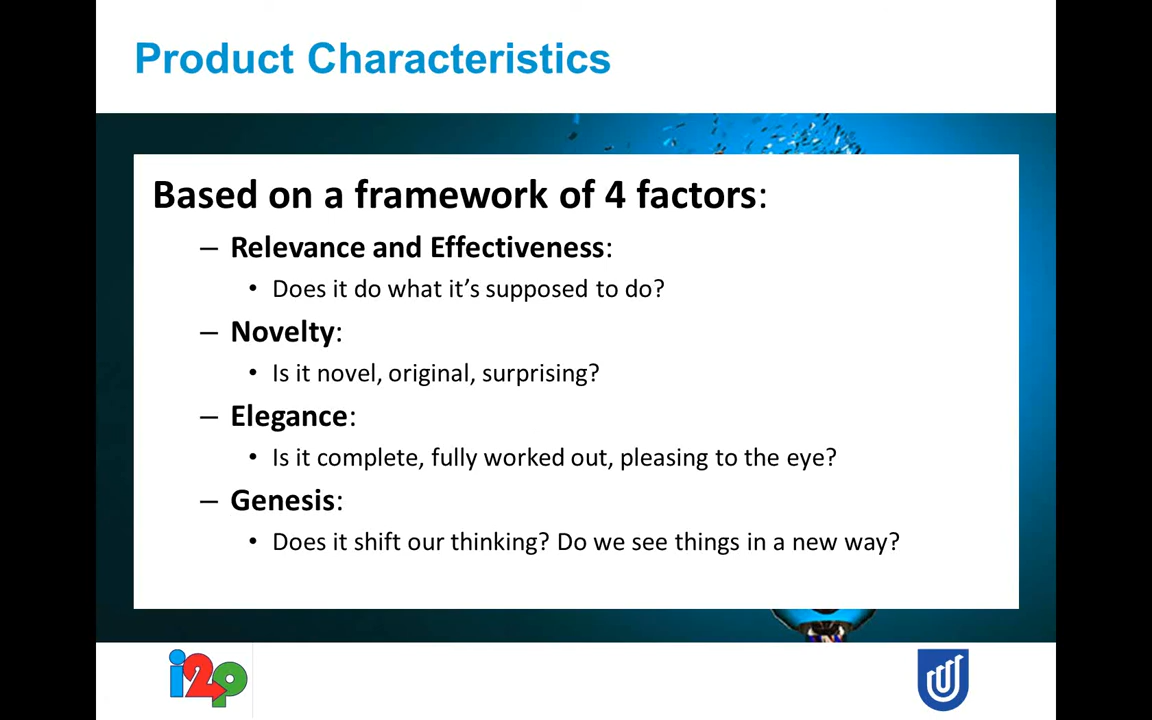 Product Characteristics
Based on a framework of 4 factors:
– Relevance and Effectiveness:
• Does it do what it’s supposed to do?
– Novelty:
• Is it novel, original, surprising?
– Elegance:
• Is it complete, fully worked out, pleasing to the eye?
– Genesis:
• Does it shift our thinking? Do we see things in a new way?
i2p